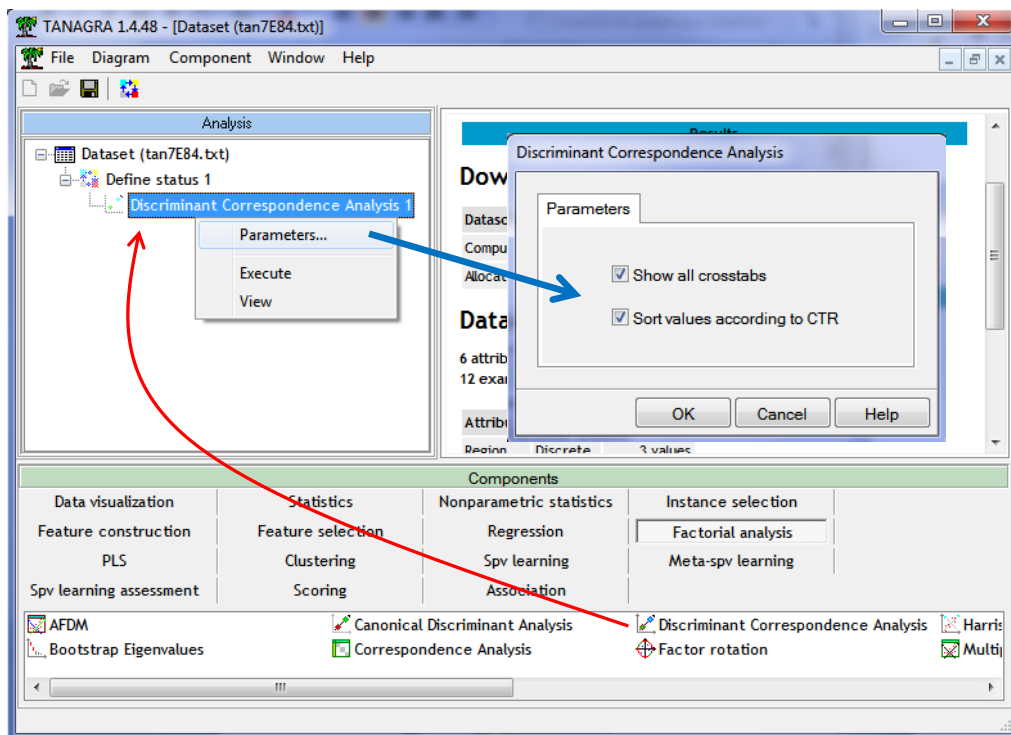 TANAGRA 1.4.48 - [Dataset (tan7E84.txt)]
File Diagram Component Window Help
Analysis
Dataset (tan7E84.txt)
Define status 1
Discriminant Correspondence Analysis 1
Parameters...
Execute
View
Results
Dow
Datasc
Compu
Allocat
Data
6 attrib
12 exar
Attribu
Region Discrete 3 values
Discriminant Correspondence Analysis
Parameters
Show all crosstabs
Sort values according to CTR
OK Cancel Help
Components
Data visualization Statistics Nonparametric statistics Instance selection
Feature construction Feature selection Regression Factorial analysis
PLS Clustering Spv learning Meta-spv learning
Spv learning assessment Scoring Association
AFDM Canonical Discriminant Analysis Discriminant Correspondence Analysis Harris
Bootstrap Eigenvalues Correspondence Analysis Factor rotation Multip